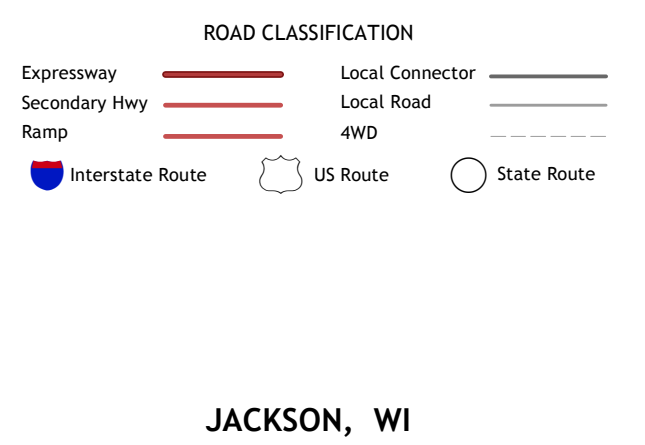 ROAD CLASSIFICATION
Expressway
Local Connector
Secondary Hwy
Local Road
Ramp
4WD
Interstate Route
US Route
State Route
JACKSON, WI